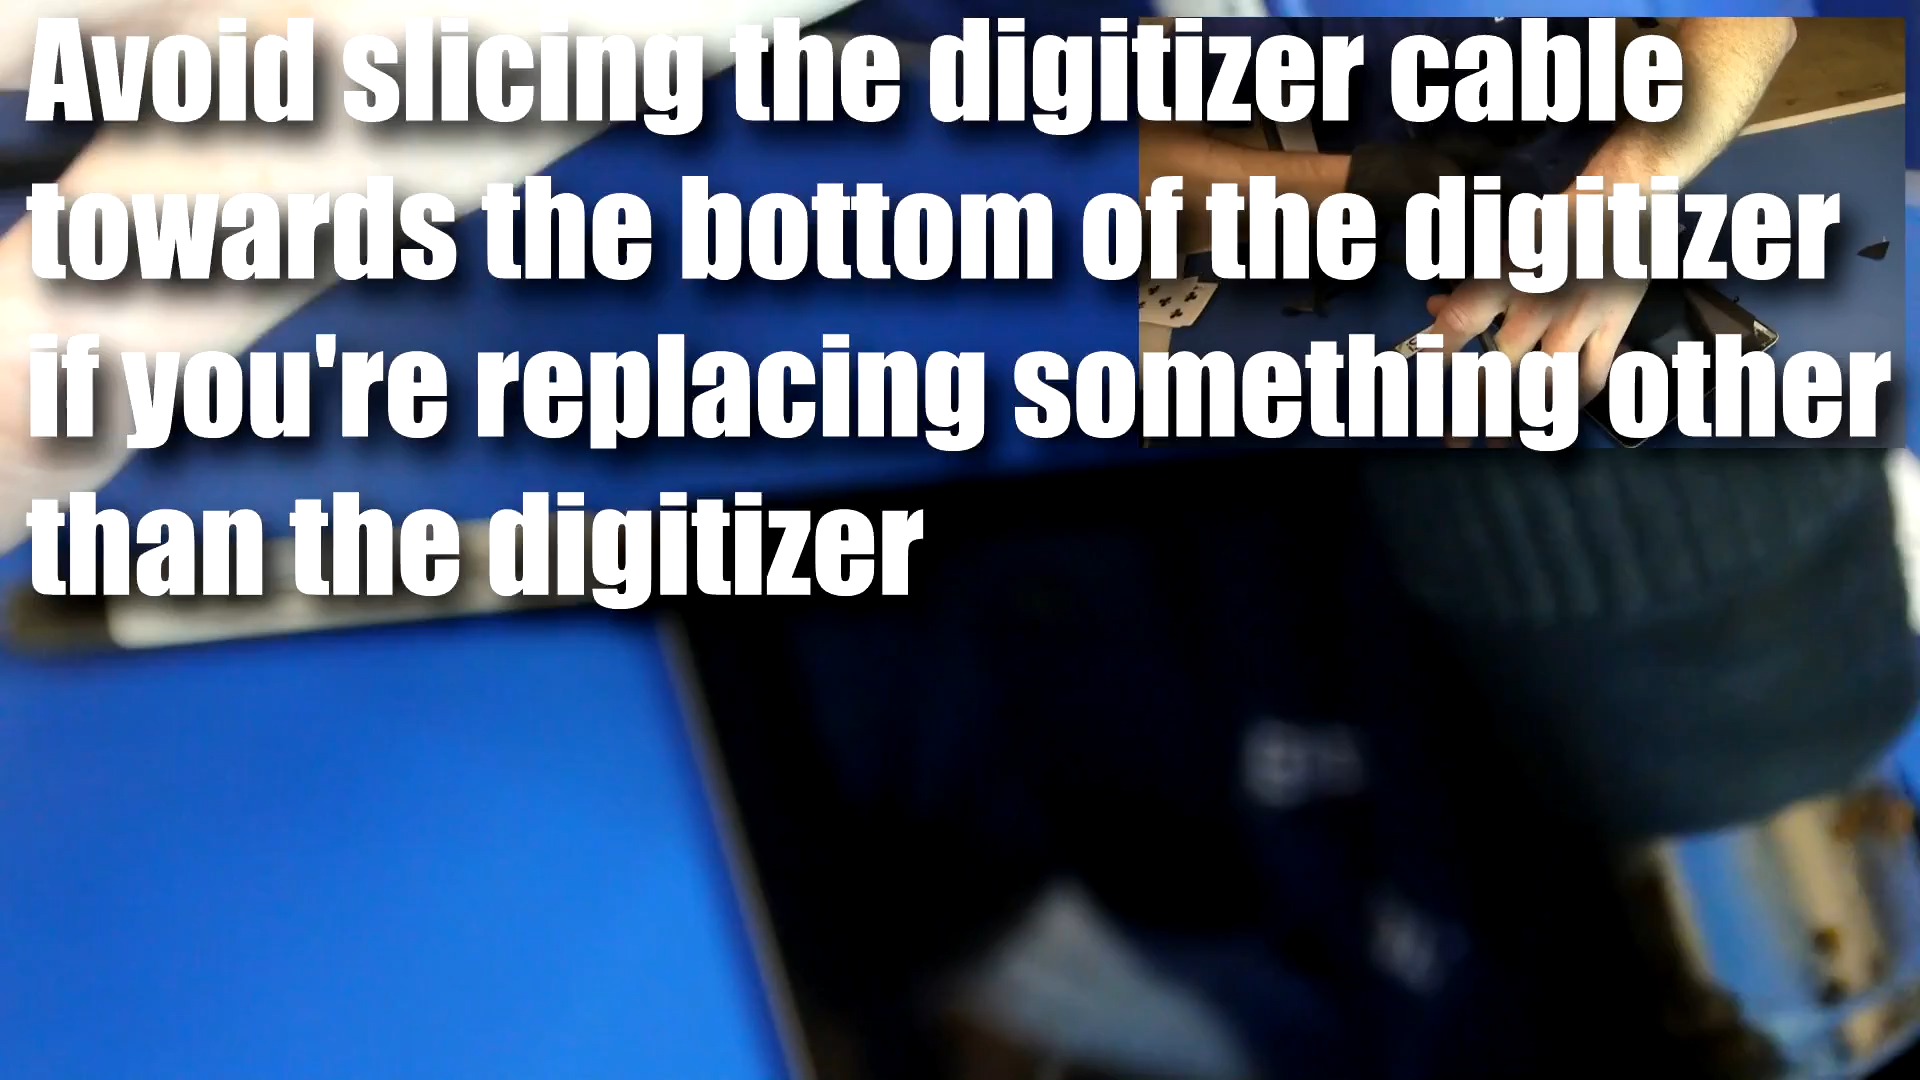 Avoid slicing the digitizer cable
towards the bottom of the digitizer
if you're replacing something other
than the digitizer